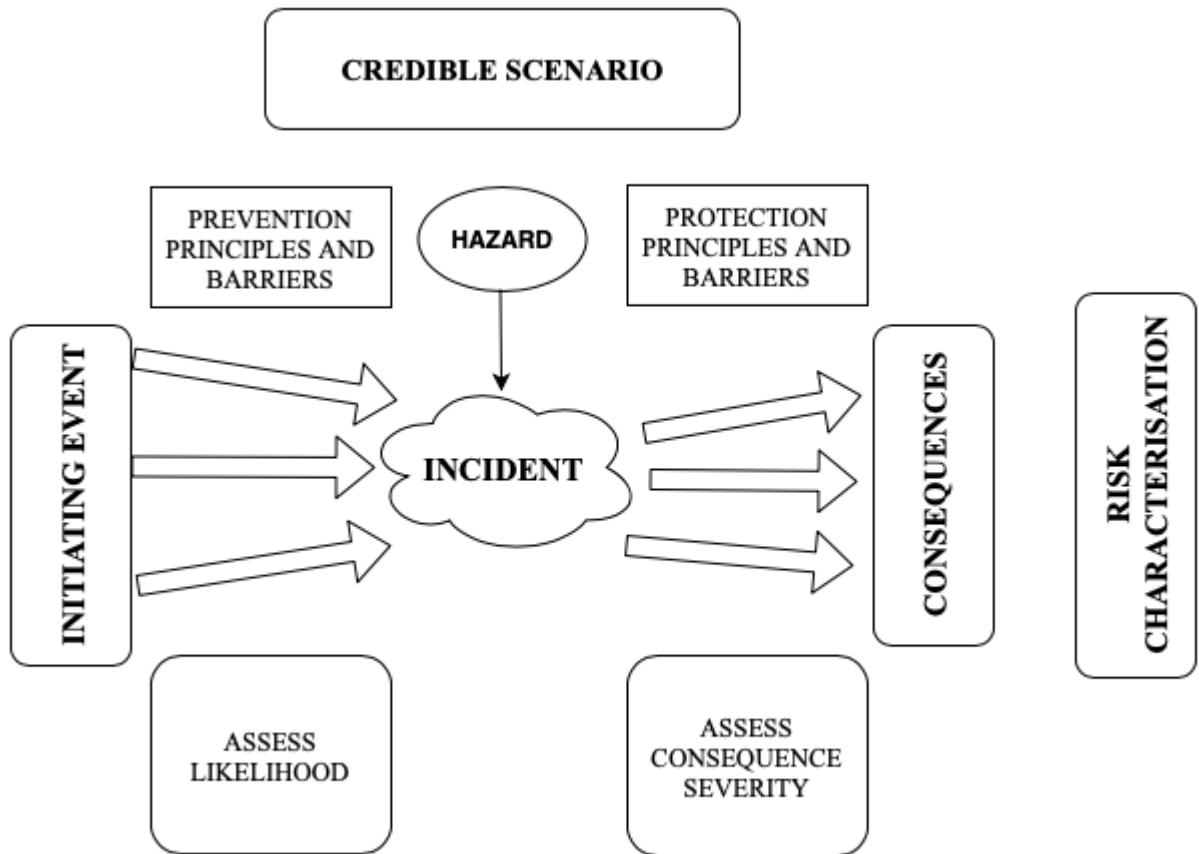 CREDIBLE SCENARIO
PREVENTION
PRINCIPLES AND
BARRIERS
HAZARD
PROTECTION
PRINCIPLES AND
BARRIERS
INITIATING EVENT
INCIDENT
CONSEQUENCES
RISK
CHARACTERISATION
ASSESS
LIKELIHOOD
ASSESS
CONSEQUENCE
SEVERITY